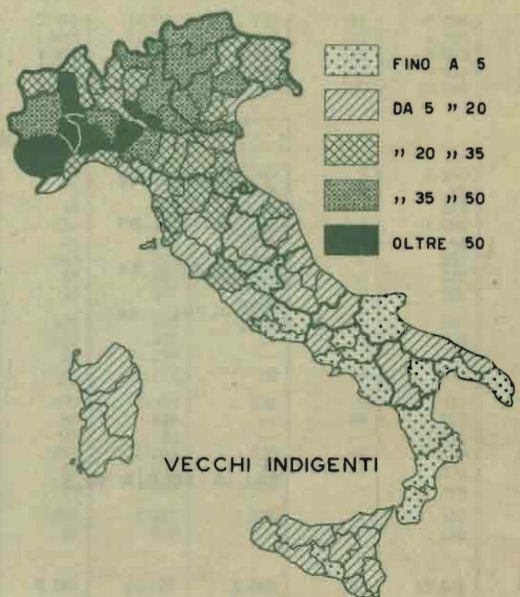 FINO A 5
DA 5 ,, 20
,, 20 ,, 35
,, 35 ,, 50
OLTRE 50
VECCHI INDIGENTI